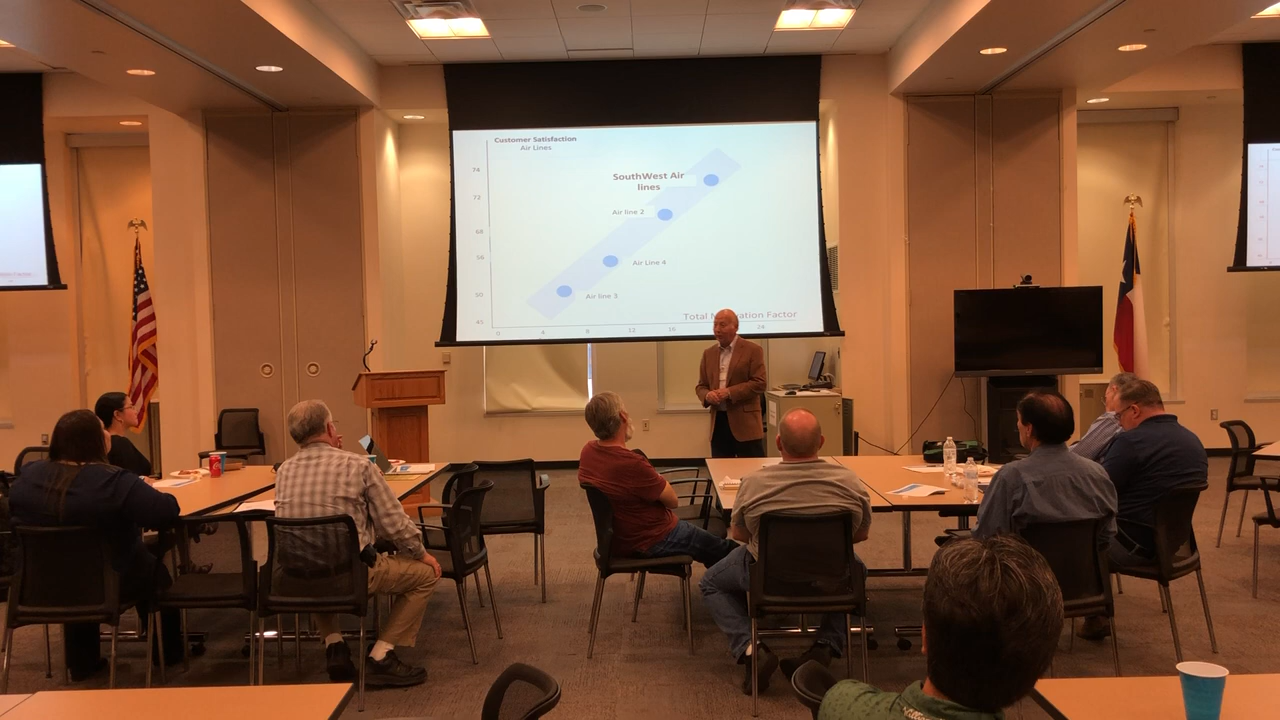 Customer Satisfaction
Air Lines
74
SouthWest Air
lines
72
Air line 2
68
56
Air Line 4
50
Air line 3
45
Total
Factor
0 4 8 12 16 24